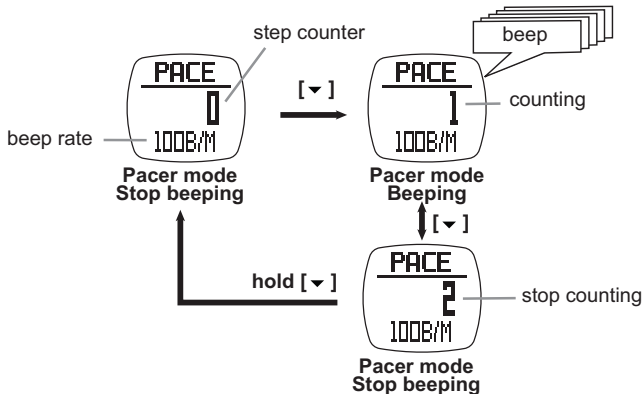 step counter
beep
PACE
0
100B/M
beep rate
[▼]
PACE
1
100B/M
counting
Pacer mode
Stop beeping
Pacer mode
Beeping
[▼]
hold [▼]
PACE
2
100B/M
stop counting
Pacer mode
Stop beeping